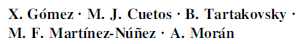 X. Gómez · M. J. Cuetos · B. Tartakovsky ·
M. F. Martínez-Núñez · A. Morán